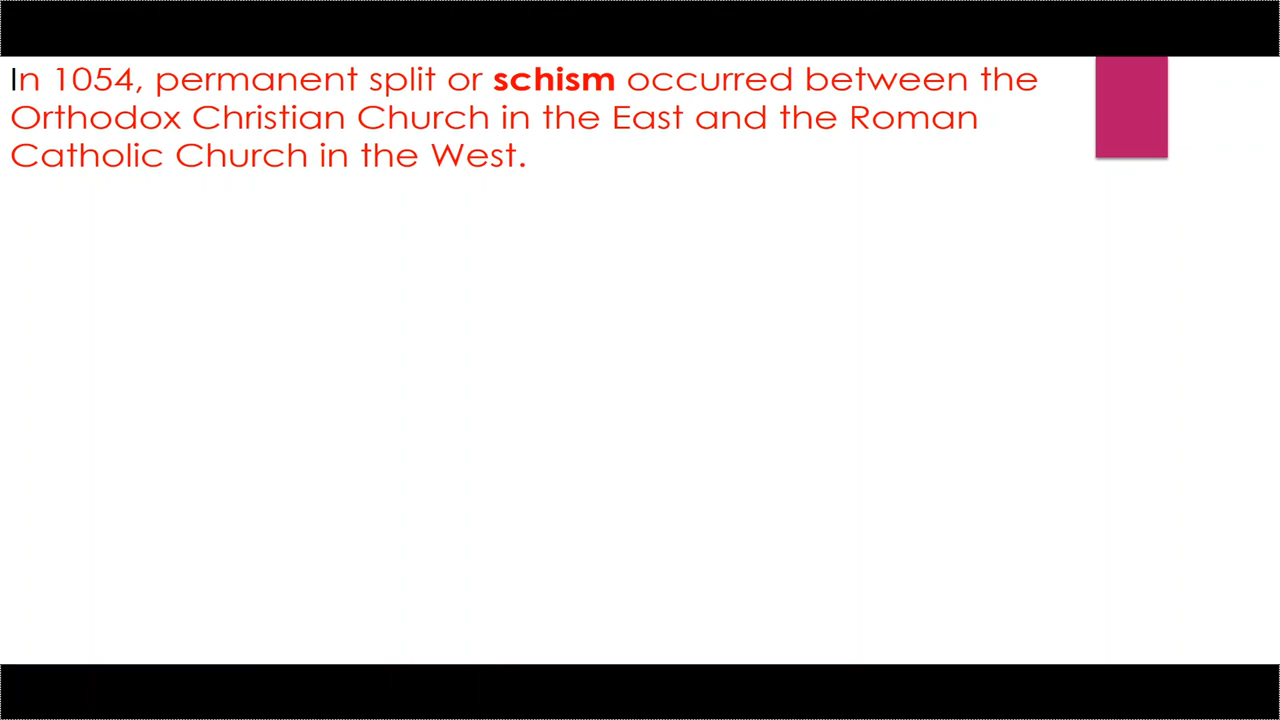 In 1054, permanent split or schism occurred between the
Orthodox Christian Church in the East and the Roman
Catholic Church in the West.